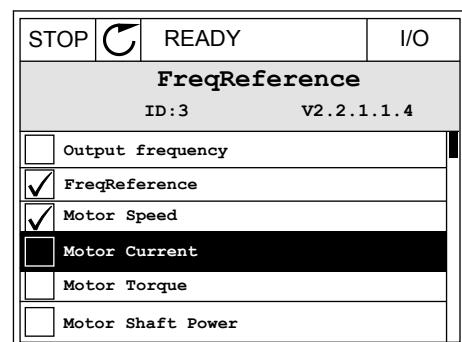 STOP READY I/O
FreqReference
ID:3 V2.2.1.1.4
Output frequency
FreqReference
Motor Speed
Motor Current
Motor Torque
Motor Shaft Power